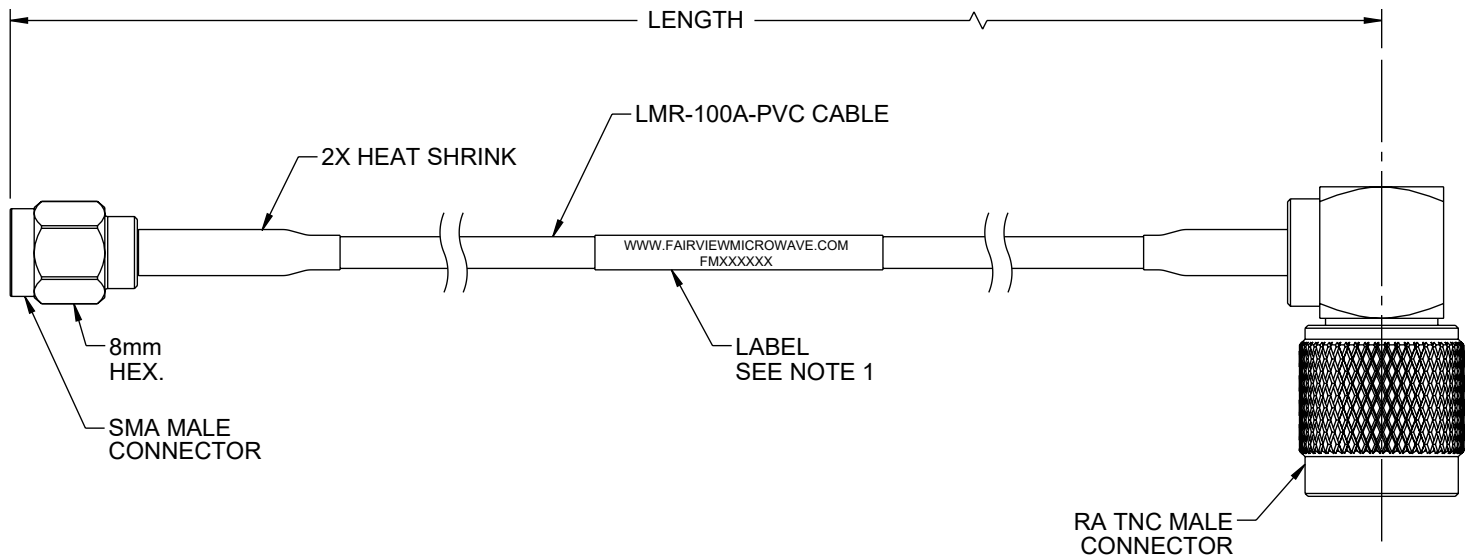 LENGTH
LMR-100A-PVC CABLE
2X HEAT SHRINK
WWW.FAIRVIEWMICROWAVE.COM
FMXXXXXX
8mm
HEX.
LABEL
SEE NOTE 1
SMA MALE
CONNECTOR
RA TNC MALE
CONNECTOR